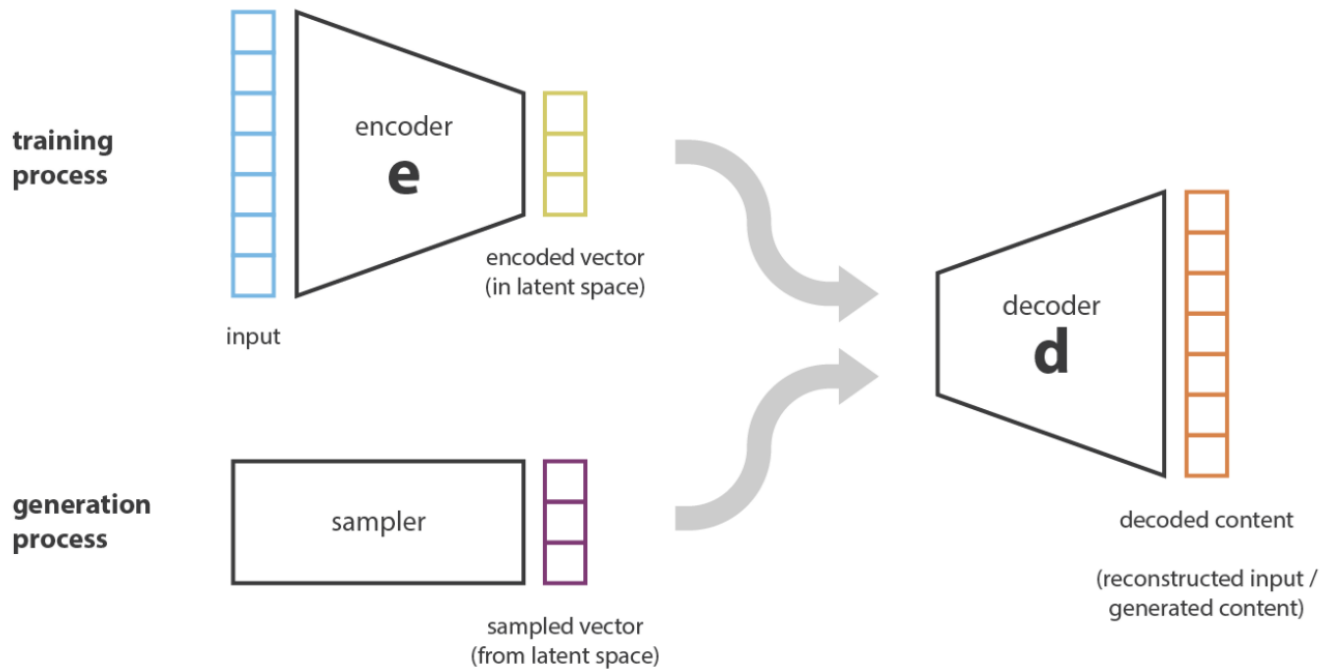 training
process
encoder
e
encoded vector
(in latent space)
input
decoder
d
generation
process
sampler
sampled vector
(from latent space)
decoded content
(reconstructed input /
generated content)